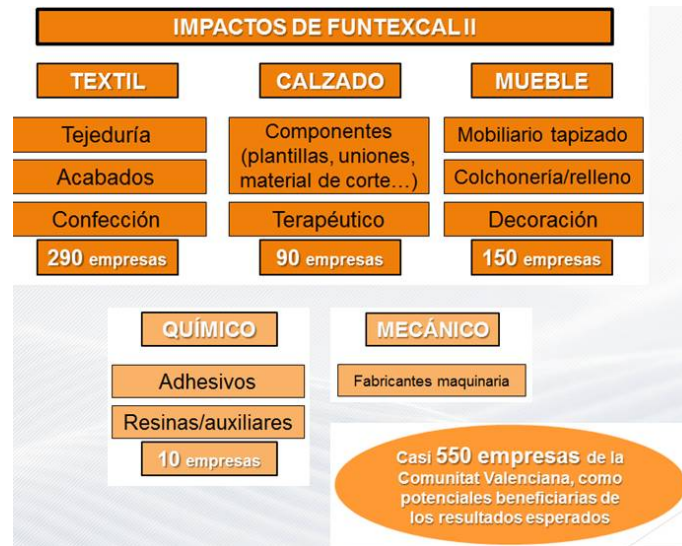 IMPACTOS DE FUNTEXCAL II
TEXTIL
Tejeduría
Acabados
Confección
290 empresas
CALZADO
Componentes
(plantillas, uniones,
material de corte…)
Terapéutico
90 empresas
MUEBLE
Mobiliario tapizado
Colchonería/relleno
Decoración
150 empresas
QUÍMICO
Adhesivos
Resinas/auxiliares
10 empresas
MECÁNICO
Fabricantes maquinaria
Casi 550 empresas de la
Comunitat Valenciana, como
potenciales beneficiarias de
los resultados esperados